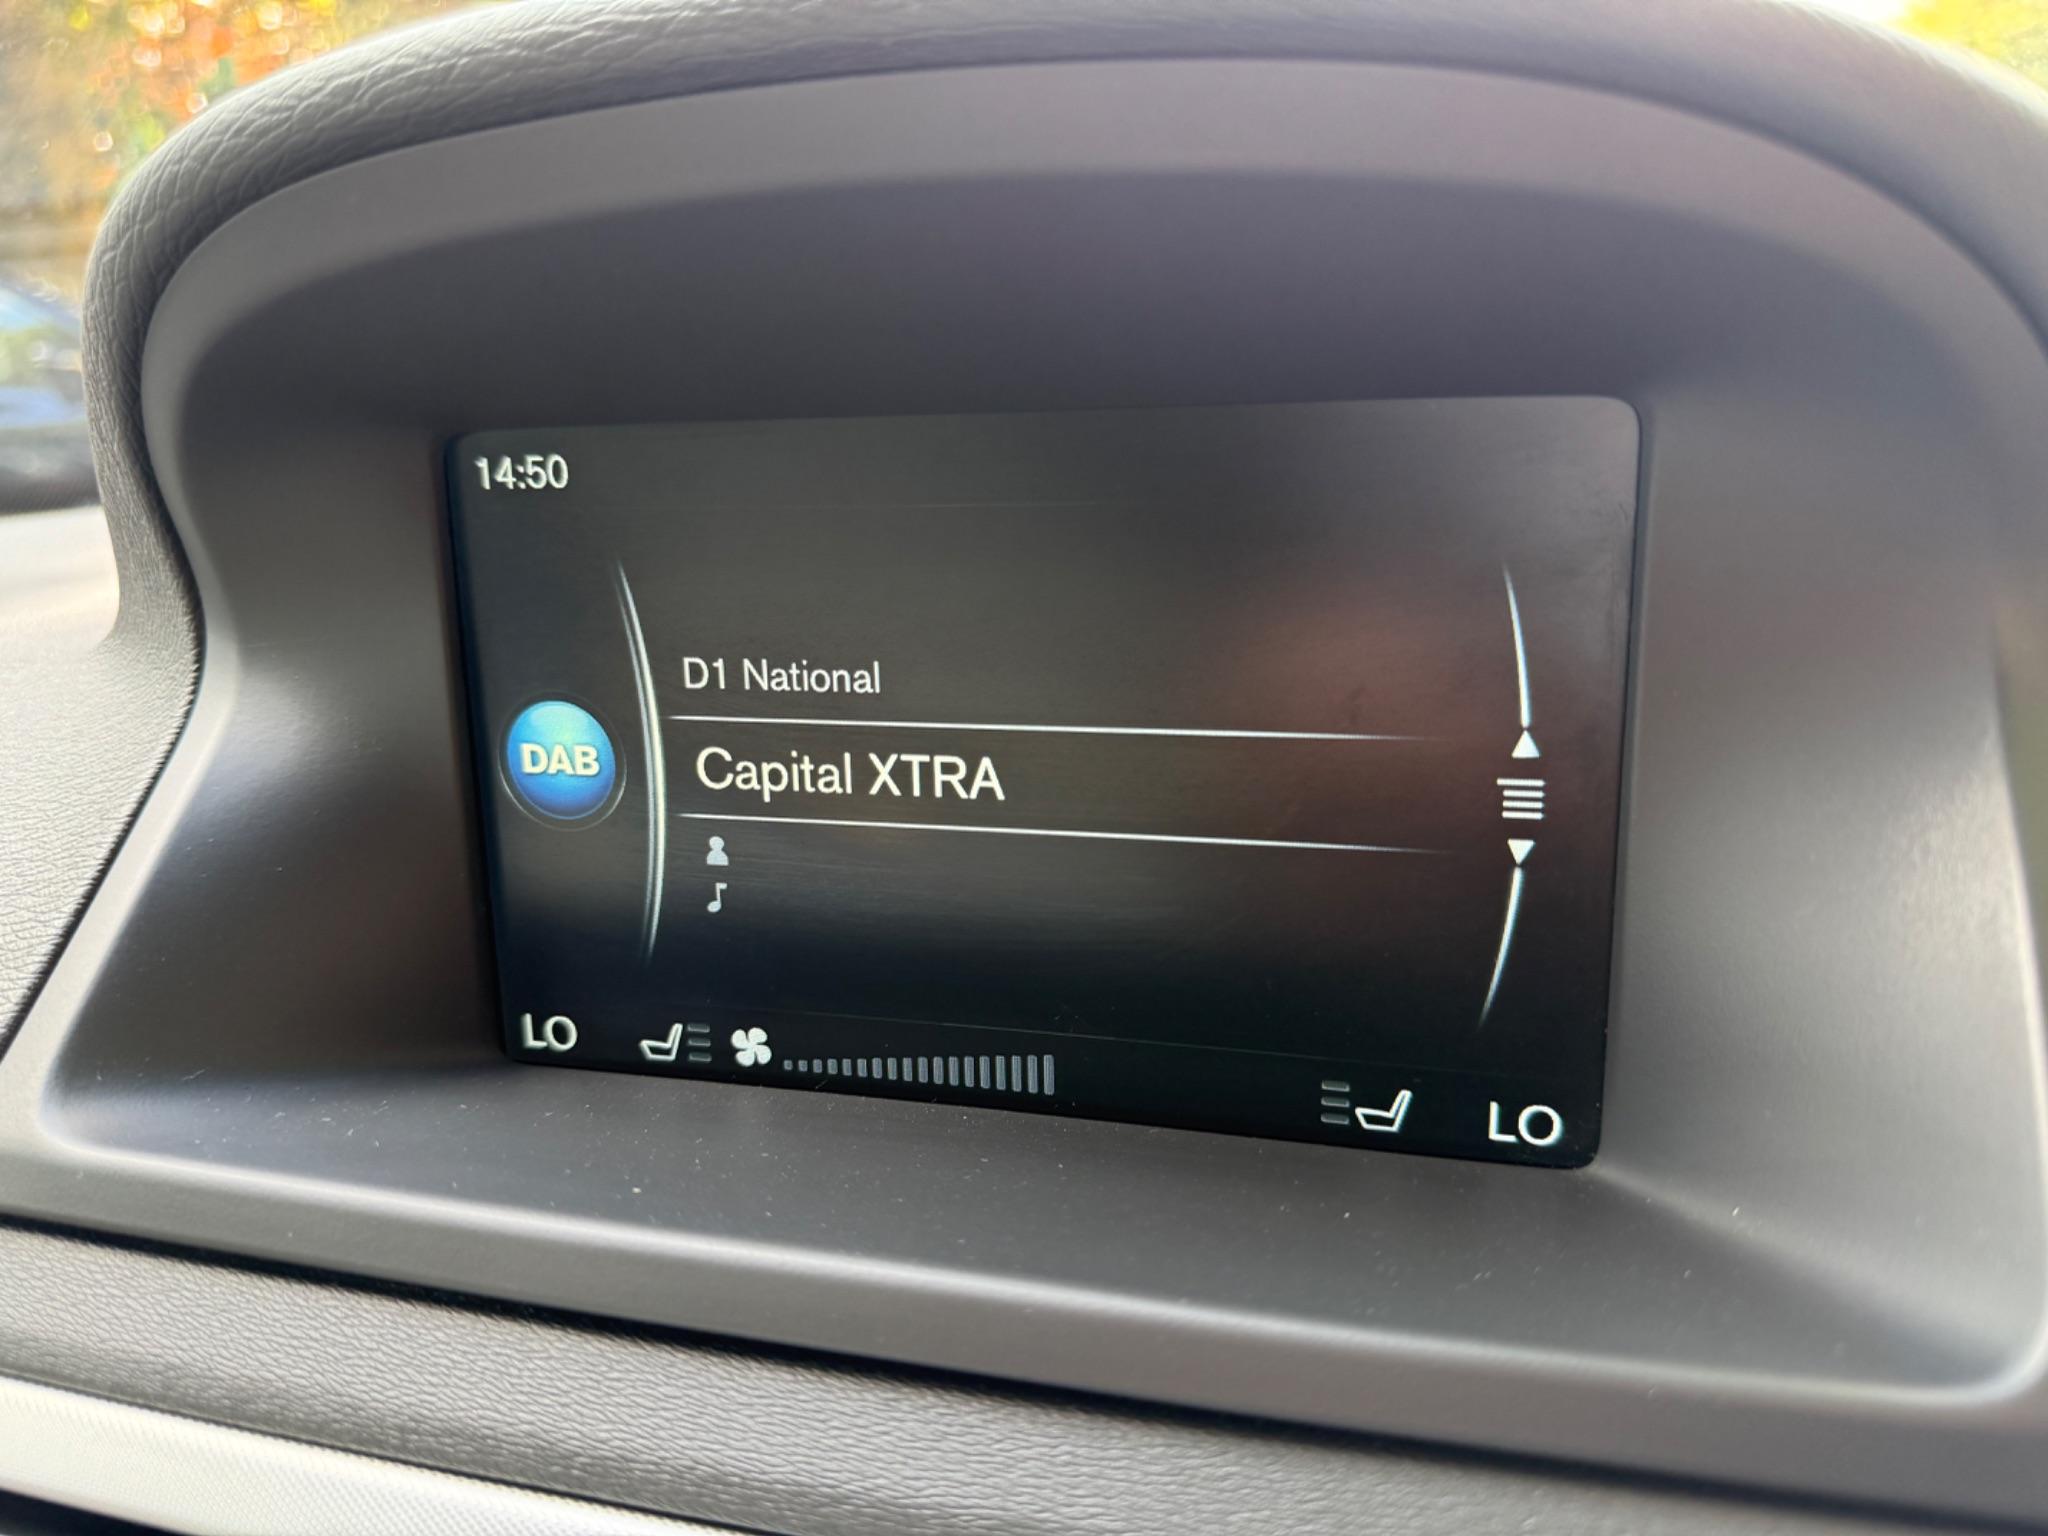 14:50
D1 National
DAB
Capital XTRA
LO
LO